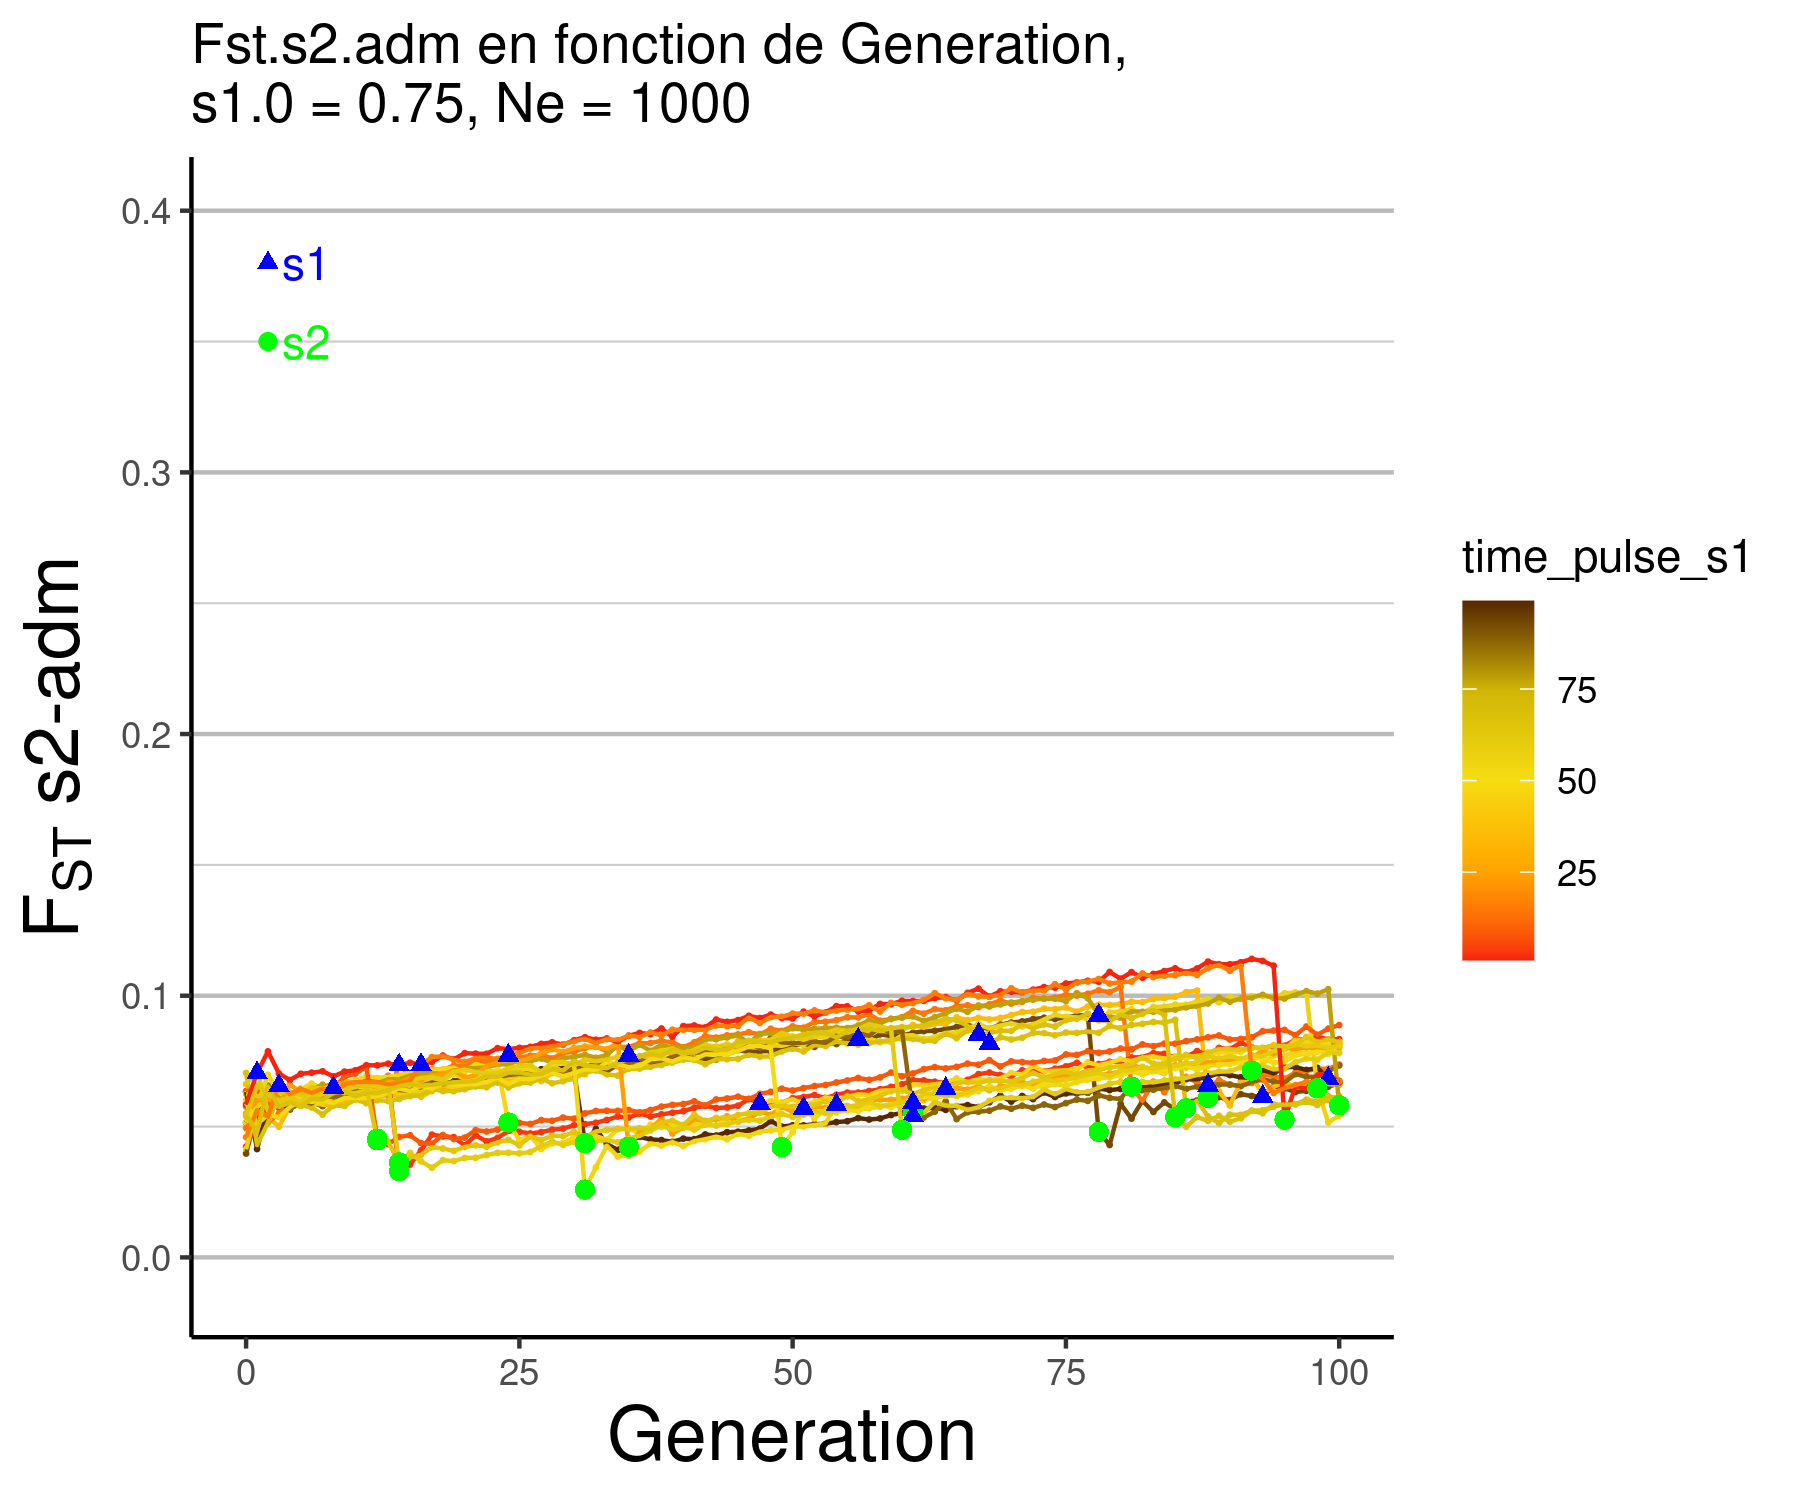 Fst.s2.adm en fonction de Generation,
s1.0 = 0.75, Ne = 1000
0.4
s1
s2
0.3
0.2
0.1
0.0
FST s2-adm
0 25 50 75 100
Generation
time_pulse_s1
75
50
25